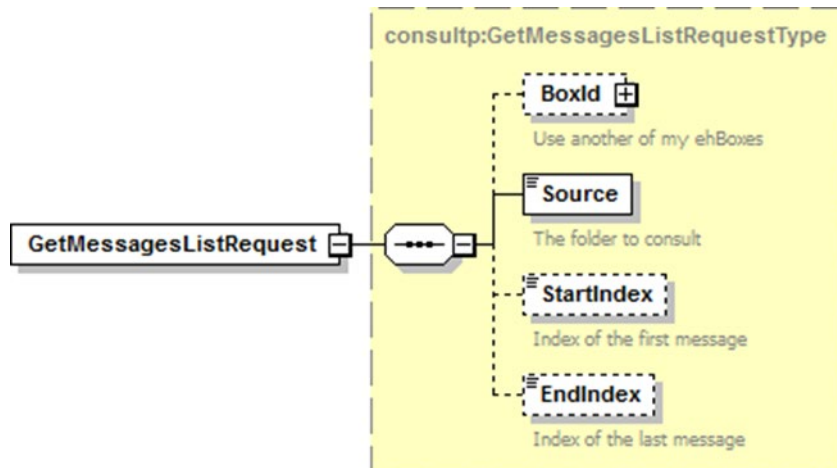 consultp:GetMessagesListRequestType
BoxId
Use another of my ehBoxes
Source
The folder to consult
GetMessagesListRequest
StartIndex
Index of the first message
EndIndex
Index of the last message